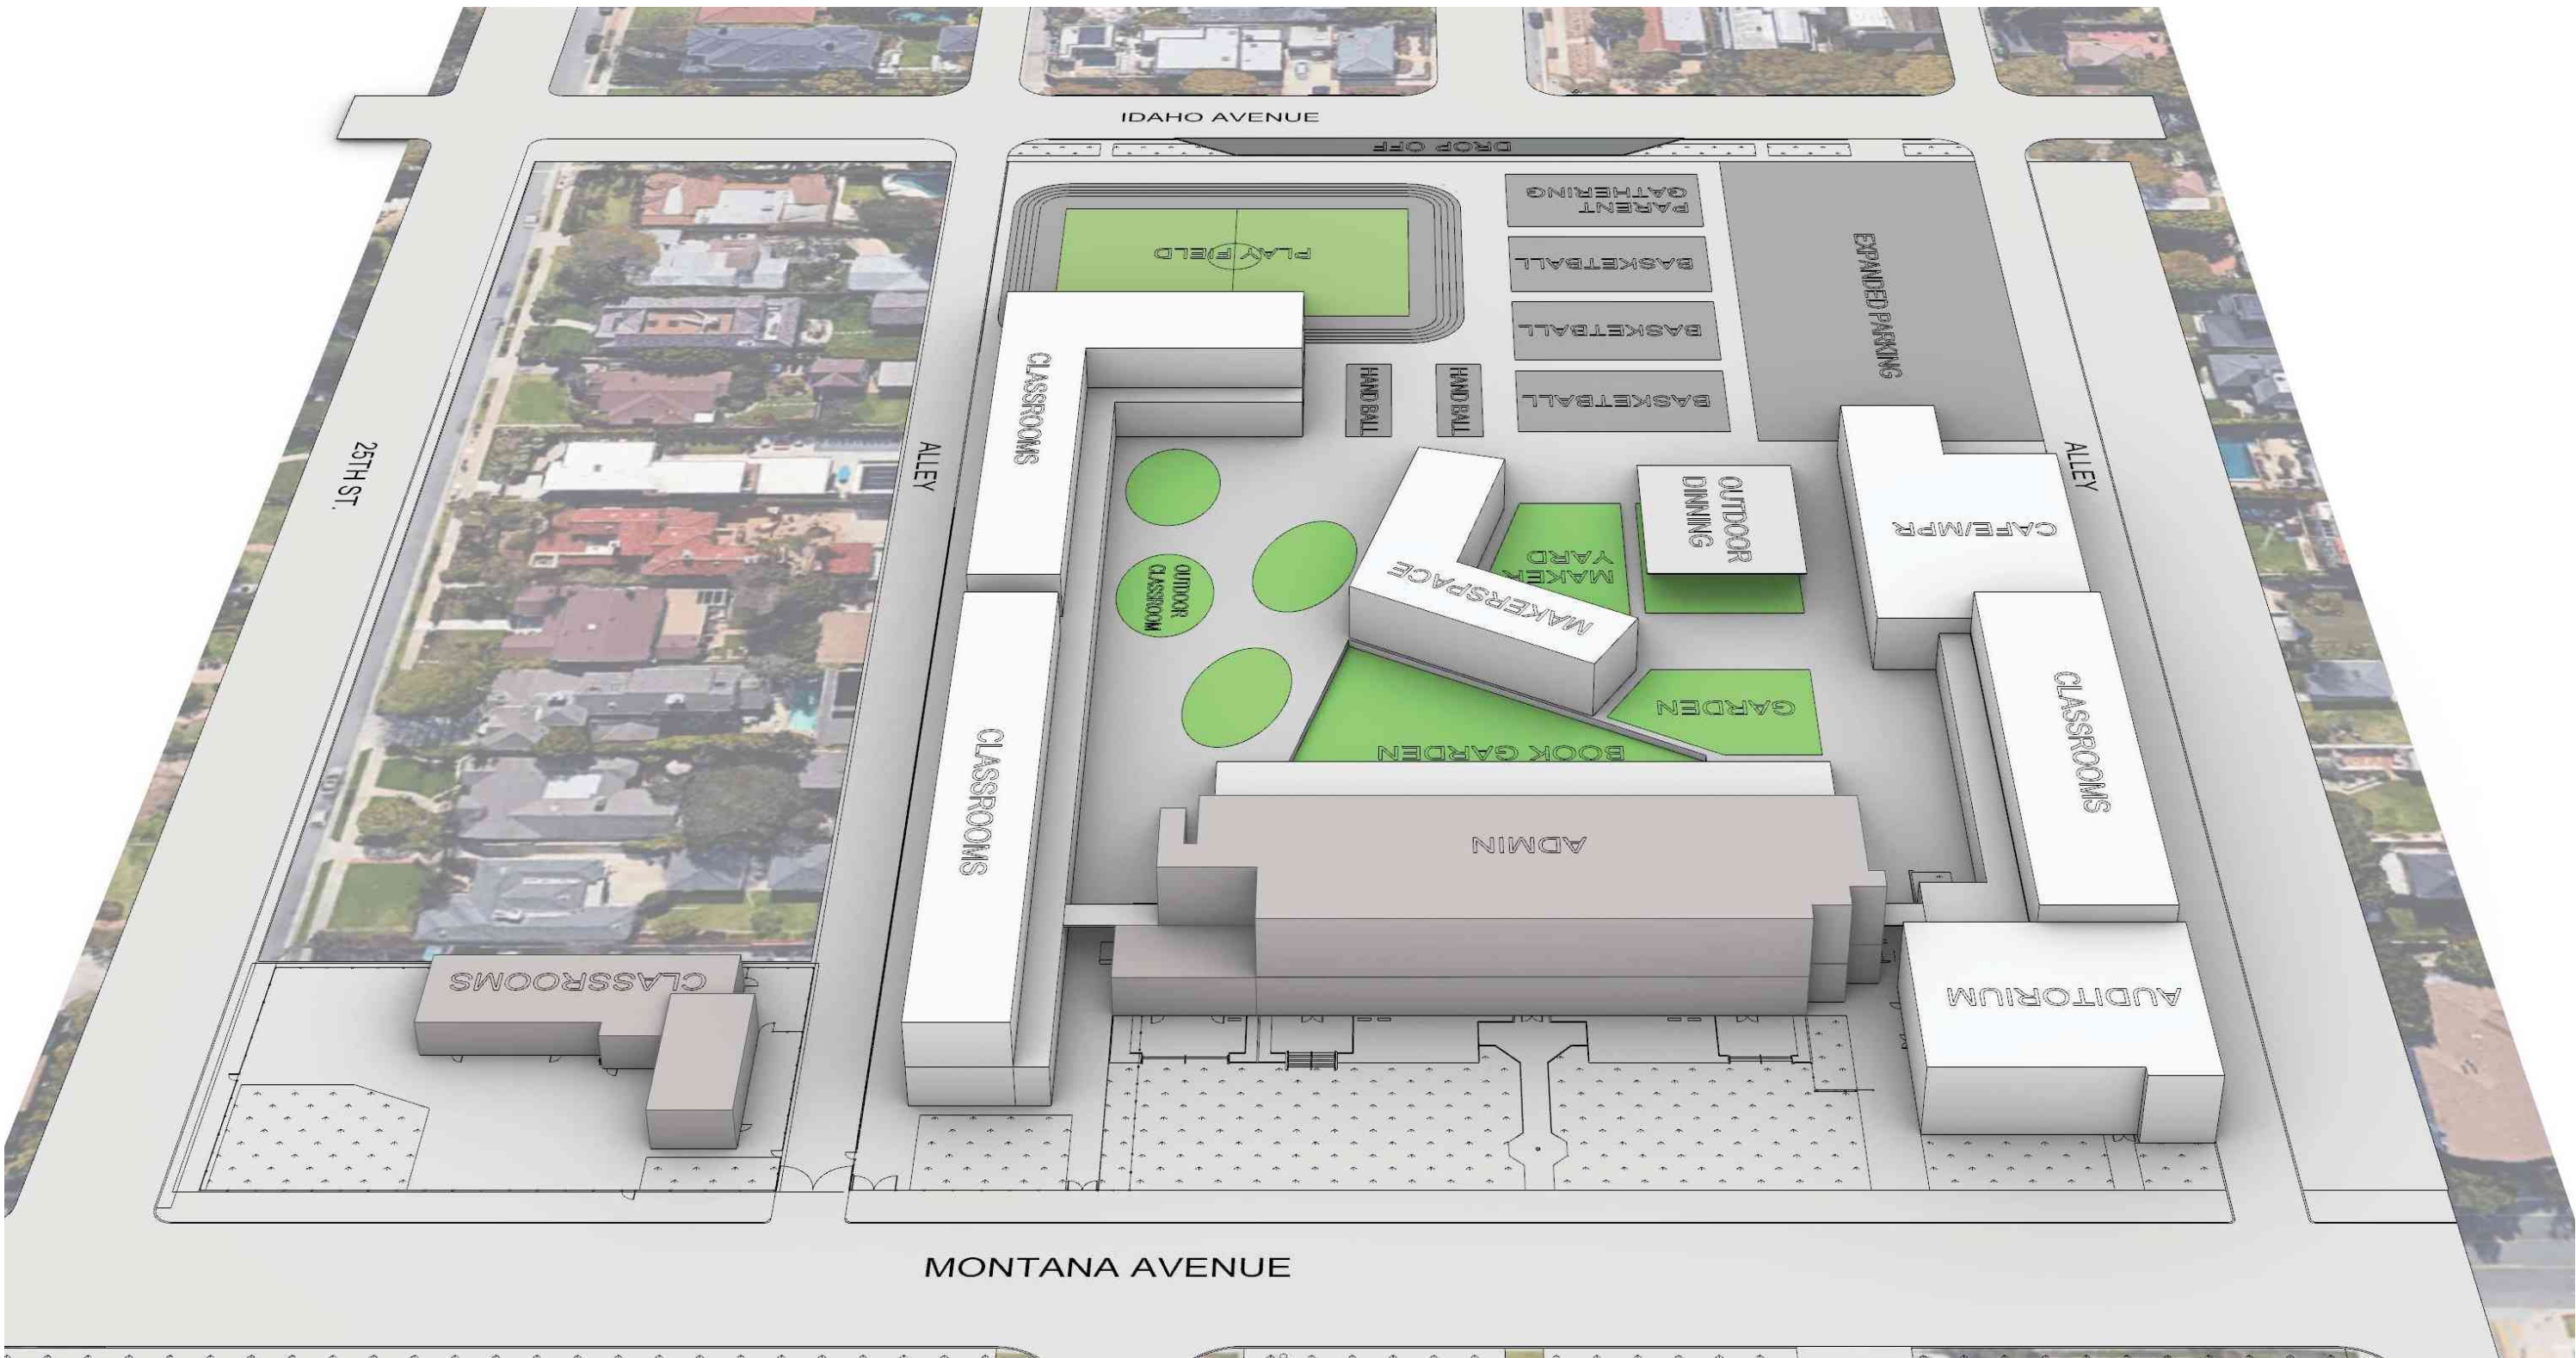 IDAHO AVENUE
DROP OFF
PARENT
GATHERING
PLAY FIELD
BASKETBALL
BASKETBALL
BASKETBALL
EXPANDED PARKING
CLASSROOMS
HAND BALL
HAND BALL
25TH ST.
ALLEY
ALLEY
OUTDOOR
DINNING
CAFE/MPR
MAKER
YARD
MAKERSPACE
OUTDOOR
CLASSROOM
GARDEN
BOOK GARDEN
CLASSROOMS
CLASSROOMS
ADMIN
CLASSROOMS
AUDITORIUM
MONTANA AVENUE